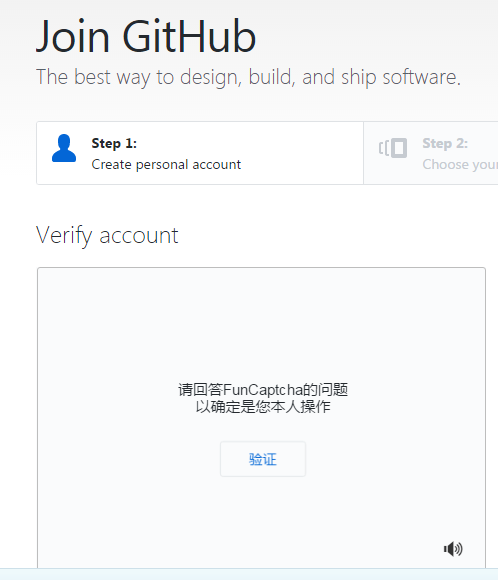 Join GitHub
The best way to design, build, and ship software.
Step 1:
Create personal account
Step 2:
Choose your
Verify account
请回答FunCaptcha的问题
以确定是您本人操作
验证